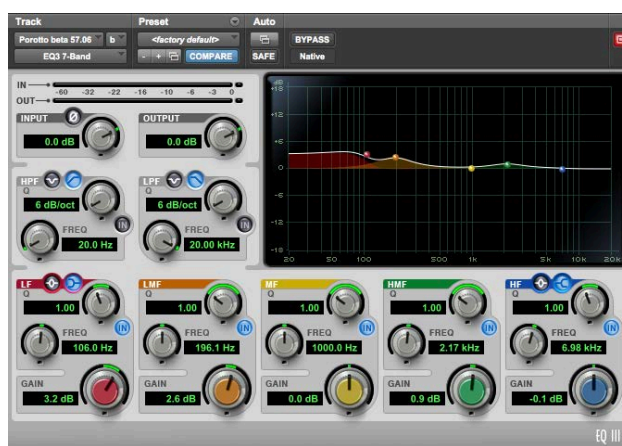 Track Preset Auto
Porotto beta 57.06 b <factory default> BYPASS
EQ3 7-Band - + COMPARE SAFE Native
IN -60 -32 -22 -16 -10 -6 -3 0
OUT
INPUT Ø OUTPUT
0.0 dB 0.0 dB
HPF LPF
Q Q
6 dB/oct 6 dB/oct
IN IN
FREQ FREQ
20.0 Hz 20.00 kHz
dB
+18
+12
+6
0
-6
-12
-18
20 50 100 500 1k 5k 10k 20k
LF LMF MF HMF HF
Q Q Q Q Q
1.00 1.00 1.00 1.00 1.00
IN IN IN IN IN
FREQ FREQ FREQ FREQ FREQ
106.0 Hz 196.1 Hz 1000.0 Hz 2.17 kHz 6.98 kHz
GAIN GAIN GAIN GAIN GAIN
3.2 dB 2.6 dB 0.0 dB 0.9 dB -0.1 dB
EQ III